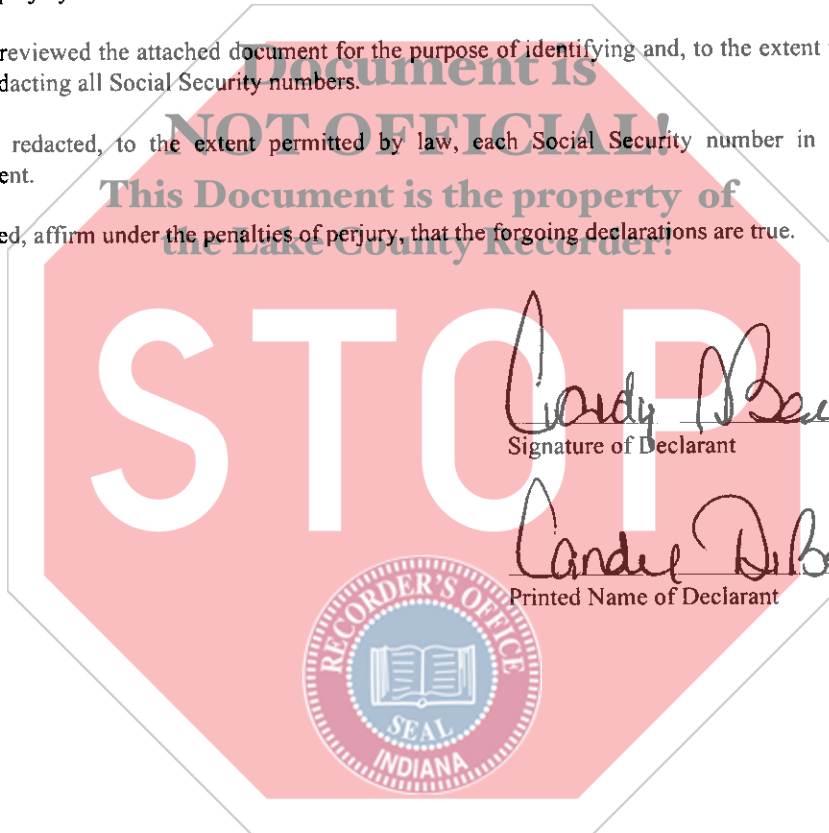 reviewed the attached document for the purpose of identifying and, to the extent
dacting all Social Security numbers.
redacted, to the extent permitted by law, each Social Security number in
ent.
ed, affirm under the penalties of perjury, that the forgoing declarations are true.
Document is
NOT OFFICIAL!
This Document is the property of
the Lake County Recorder!
STOP
Signature of Declarant
Printed Name of Declarant
RECORDER'S OFFICE
SEAL
INDIANA